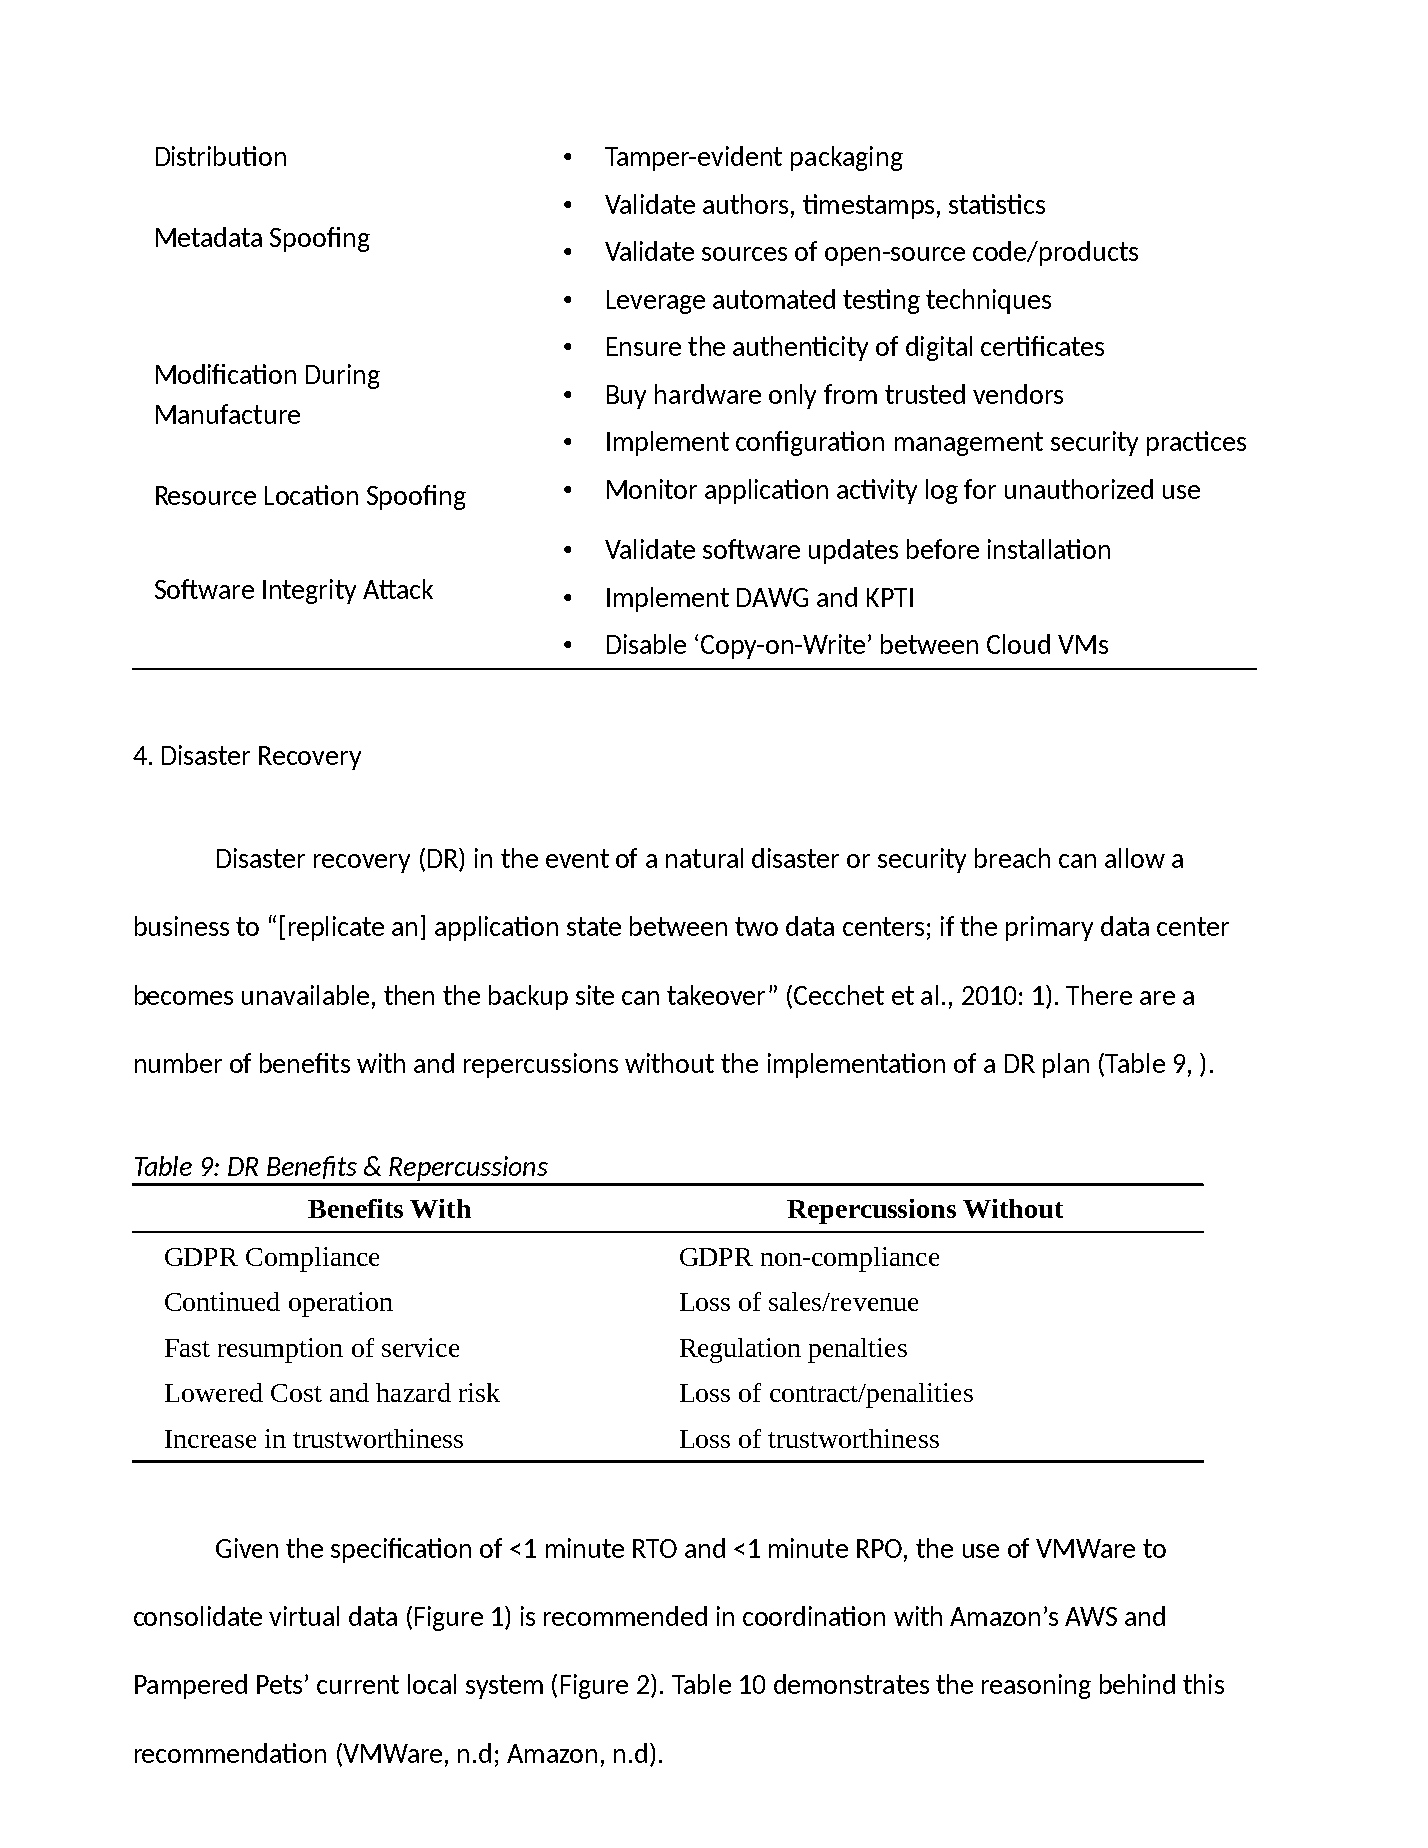 Distribution
• Tamper-evident packaging
Metadata Spoofing
• Validate authors, timestamps, statistics
• Validate sources of open-source code/products
Modification During
Manufacture
• Leverage automated testing techniques
• Ensure the authenticity of digital certificates
• Buy hardware only from trusted vendors
• Implement configuration management security practices
Resource Location Spoofing
• Monitor application activity log for unauthorized use
Software Integrity Attack
• Validate software updates before installation
• Implement DAWG and KPTI
• Disable ‘Copy-on-Write’ between Cloud VMs
4. Disaster Recovery
Disaster recovery (DR) in the event of a natural disaster or security breach can allow a
business to “[replicate an] application state between two data centers; if the primary data center
becomes unavailable, then the backup site can takeover” (Cecchet et al., 2010: 1). There are a
number of benefits with and repercussions without the implementation of a DR plan (Table 9, ).
Table 9: DR Benefits & Repercussions
Benefits With Repercussions Without
GDPR Compliance GDPR non-compliance
Continued operation Loss of sales/revenue
Fast resumption of service Regulation penalties
Lowered Cost and hazard risk Loss of contract/penalities
Increase in trustworthiness Loss of trustworthiness
Given the specification of <1 minute RTO and <1 minute RPO, the use of VMWare to
consolidate virtual data (Figure 1) is recommended in coordination with Amazon’s AWS and
Pampered Pets’ current local system (Figure 2). Table 10 demonstrates the reasoning behind this
recommendation (VMWare, n.d; Amazon, n.d).